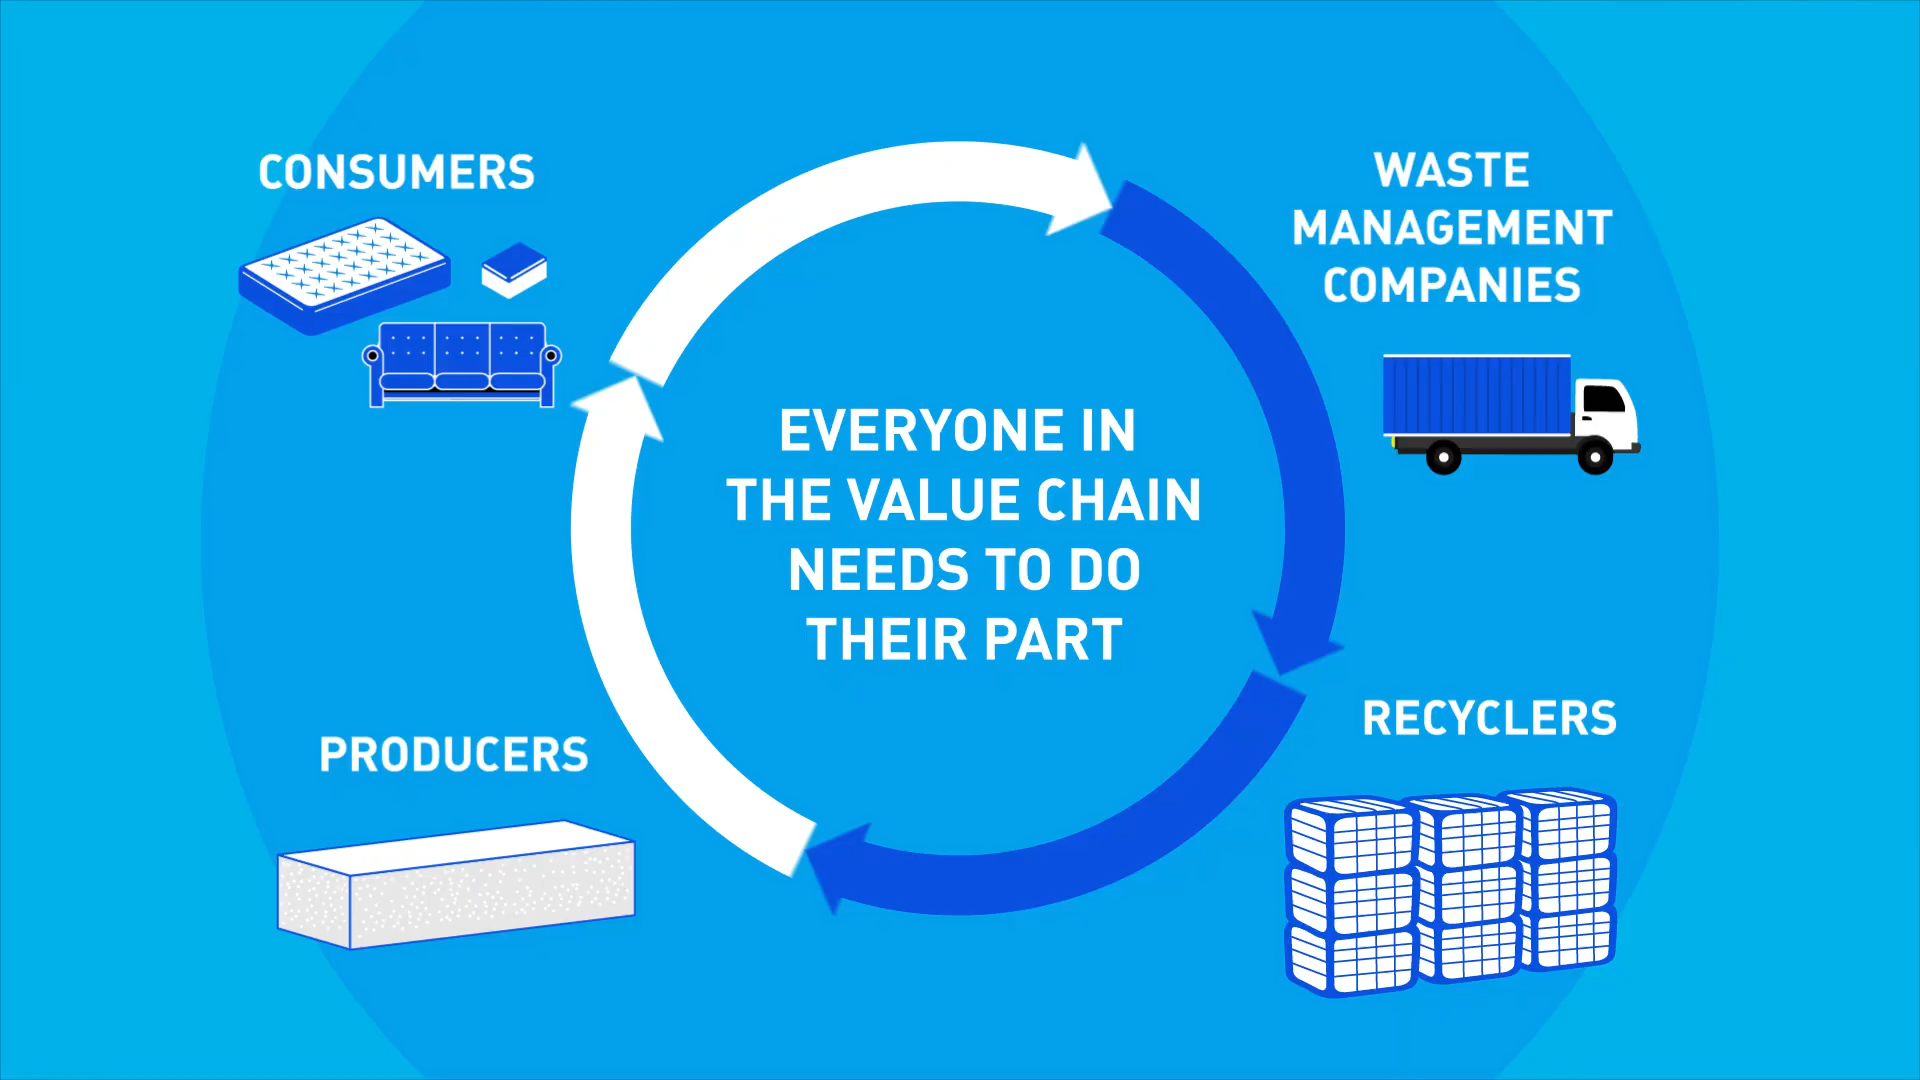 CONSUMERS
WASTE
MANAGEMENT
COMPANIES
EVERYONE IN
THE VALUE CHAIN
NEEDS TO DO
THEIR PART
PRODUCERS
RECYCLERS